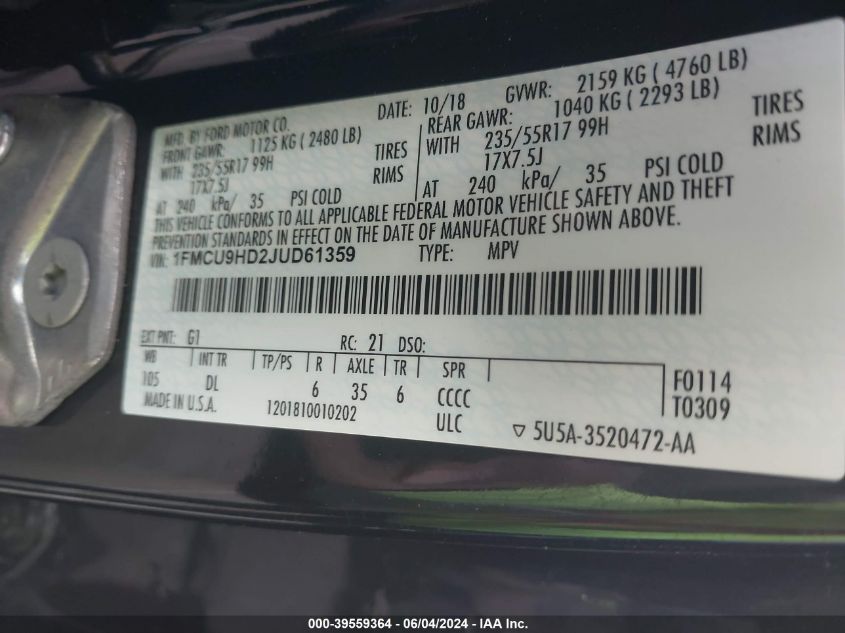 MFD. BY FORD MOTOR CO.
DATE: 10/18 GVWR: 2159 KG ( 4760 LB)
FRONT GAWR: 1125 KG ( 2480 LB)
WITH 235/55R17 99H TIRES
17X7.5J RIMS
AT 240 kPa/ 35 PSI COLD
REAR GAWR: 1040 KG ( 2293 LB)
WITH 235/55R17 99H TIRES
17X7.5J RIMS
AT 240 kPa/ 35 PSI COLD
THIS VEHICLE CONFORMS TO ALL APPLICABLE FEDERAL MOTOR VEHICLE SAFETY AND THEFT
PREVENTION STANDARDS IN EFFECT ON THE DATE OF MANUFACTURE SHOWN ABOVE.
VIN: 1FMCU9HD2JUD61359 TYPE: MPV
EXT PNT: G1 RC: 21 DSO:
WB INT TR TP/PS R AXLE TR SPR
105 DL 6 35 6 CCCC F0114
MADE IN U.S.A. 1201810010202 ULC T0309
5U5A-3520472-AA
000-39559364 - 06/04/2024 - IAA Inc.